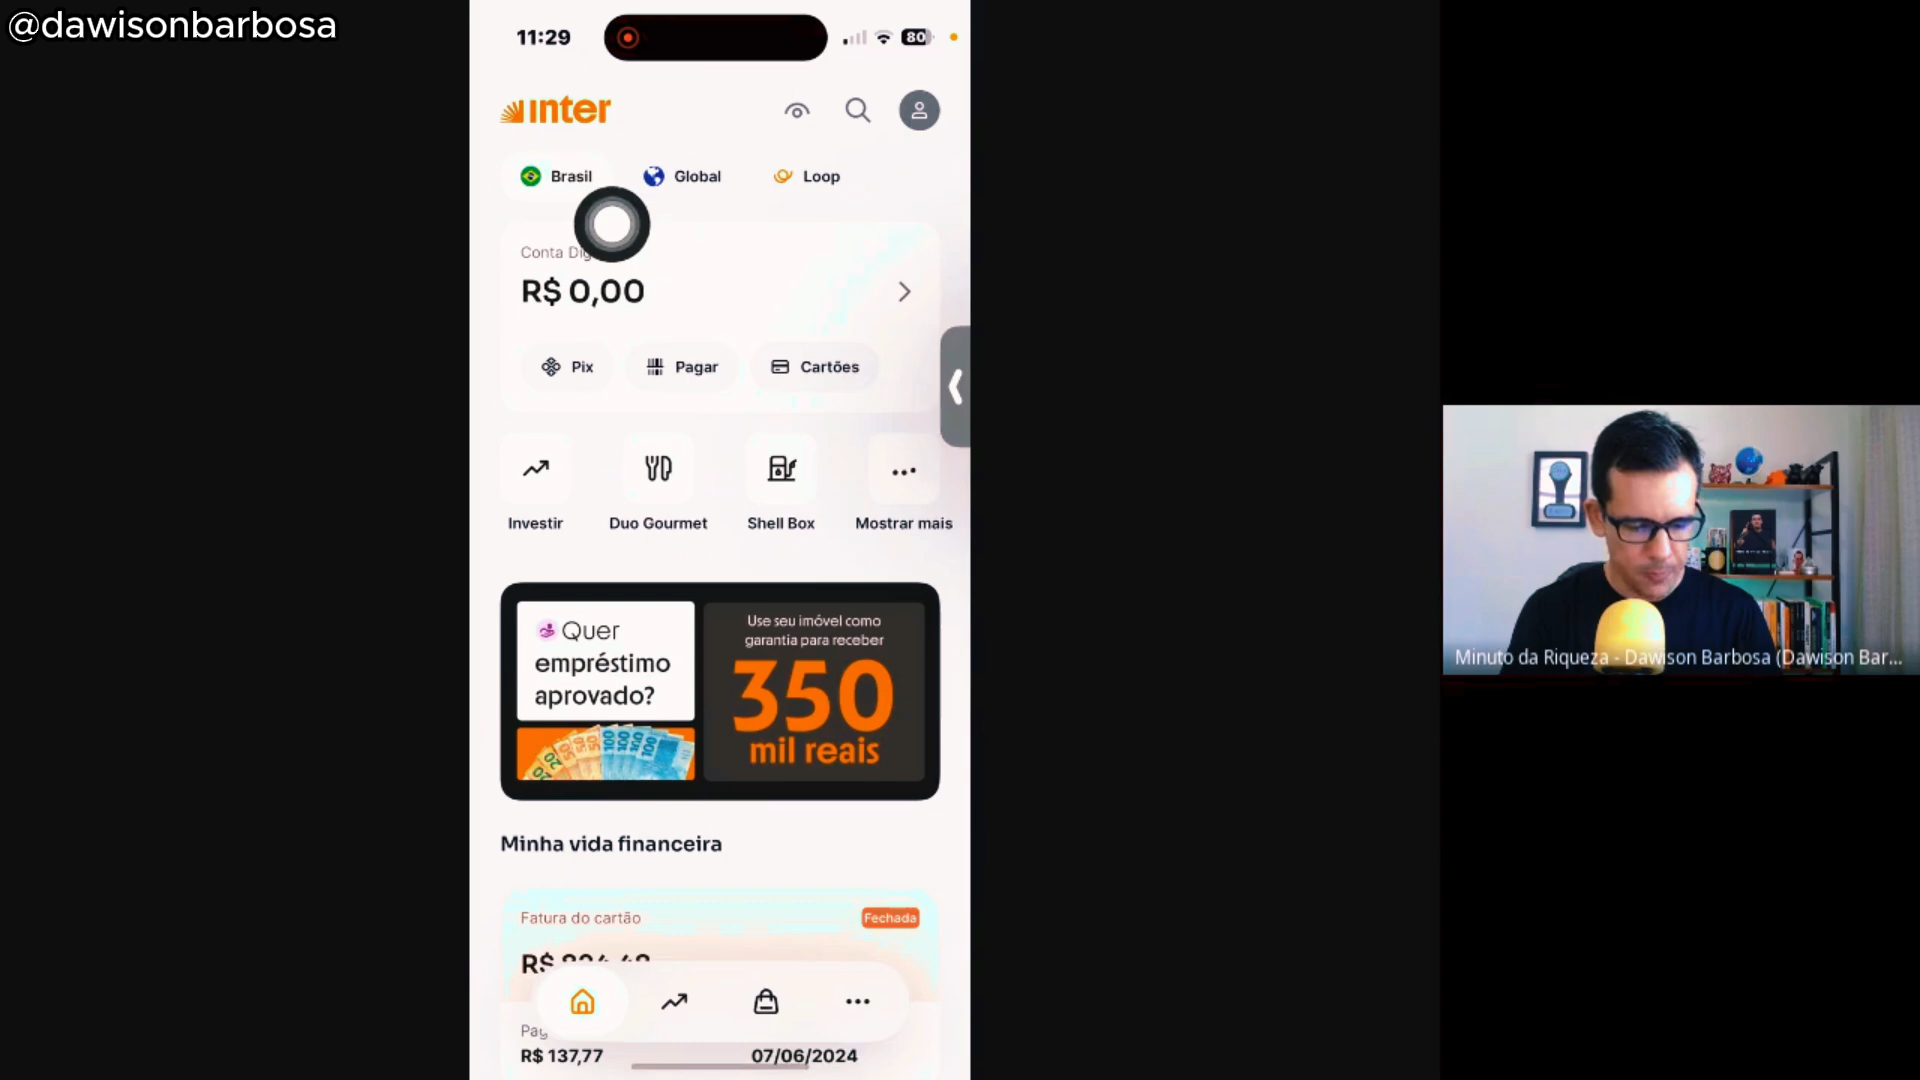 @dawisonbarbosa
11:29
80
inter
Brasil
Global
Loop
Conta Dig
R$ 0,00
Pix
Pagar
Cartões
Investir
Duo Gourmet
Shell Box
Mostrar mais
Quer
empréstimo
aprovado?
Use seu imóvel como
garantia para receber
350
mil reais
Minha vida financeira
Fatura do cartão
Fechada
R$
Pag
R$ 137,77
07/06/2024
Minuto da Riqueza - Dawison Barbosa (Dawison Bar...